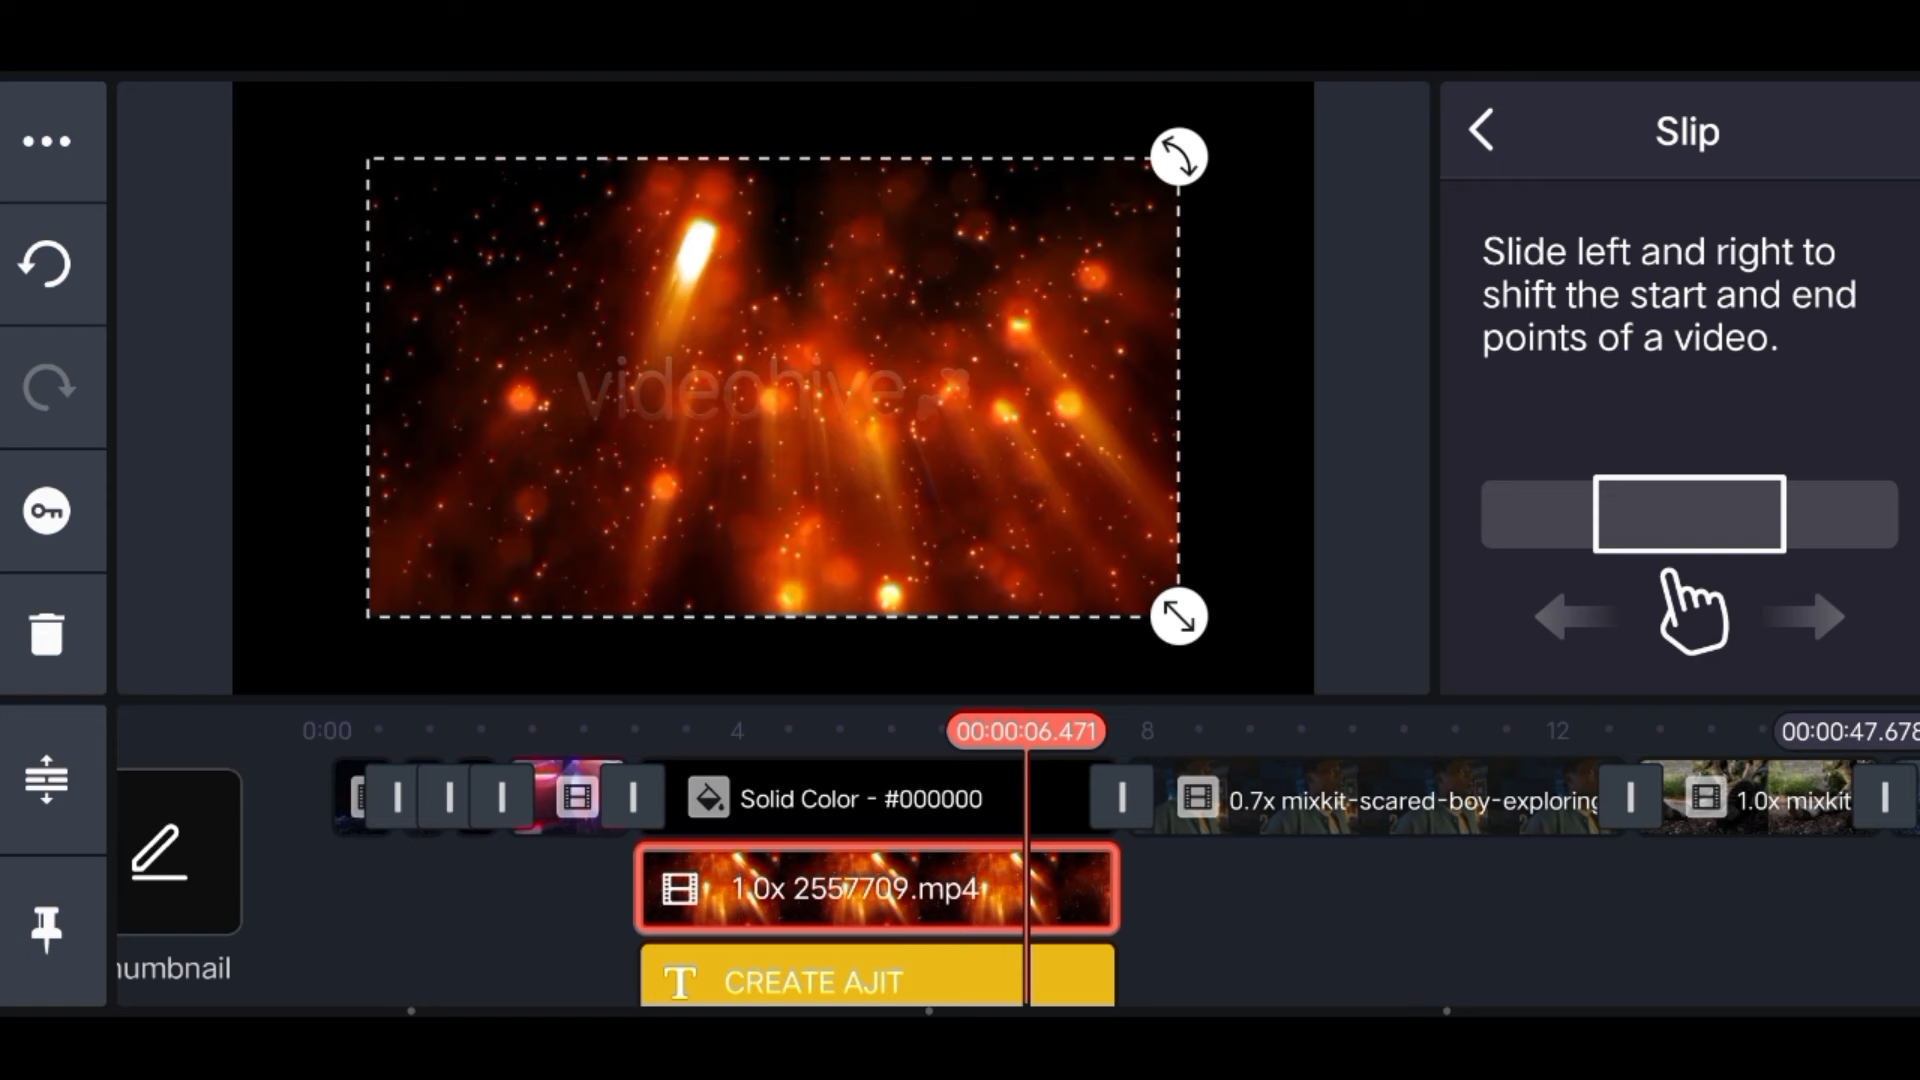 Slip
Slide left and right to
shift the start and end
points of a video.
videohive
0:00
4
00:00:06.471
8
12
00:00:47.678
Solid Color - #000000
0.7x mixkit-scared-boy-exploring
1.0x mixkit
1.0x 2557709.mp4
T CREATE AJIT
humbnail